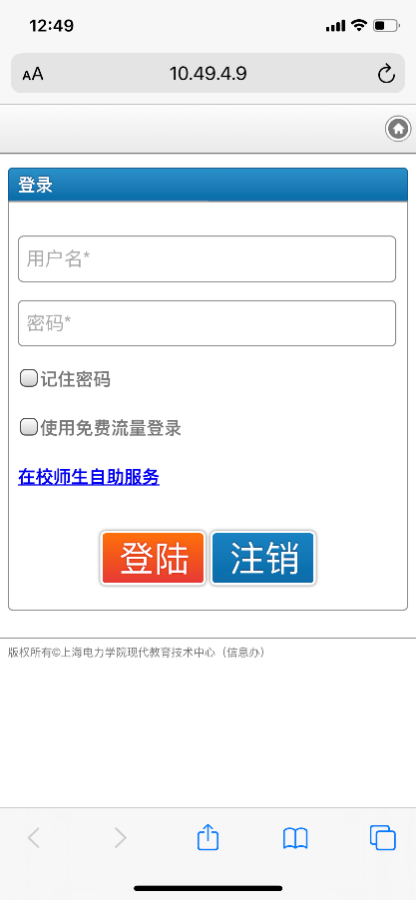 12:49
AA
10.49.4.9
登录
用户名*
密码*
记住密码
使用免费流量登录
在校师生自助服务
登陆
注销
版权所有©上海电力学院现代教育技术中心（信息办）